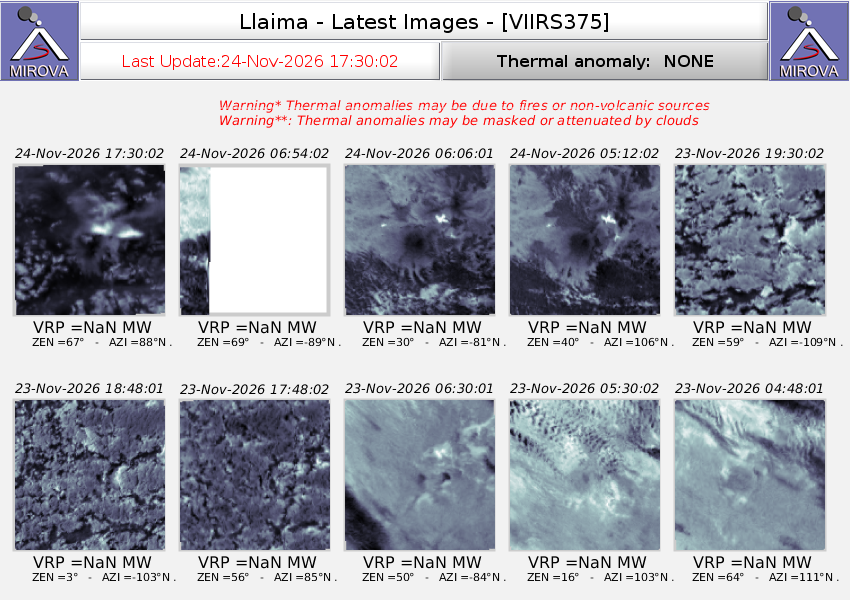 Llaima - Latest Images - [VIIRS375]
MIROVA
Last Update:24-Nov-2026 17:30:02
Thermal anomaly: NONE
MIROVA
Warning* Thermal anomalies may be due to fires or non-volcanic sources
Warning**: Thermal anomalies may be masked or attenuated by clouds
24-Nov-2026 17:30:02 24-Nov-2026 06:54:02 24-Nov-2026 06:06:01 24-Nov-2026 05:12:02 23-Nov-2026 19:30:02
VRP =NaN MW VRP =NaN MW VRP =NaN MW VRP =NaN MW VRP =NaN MW
ZEN =67° - AZI =88°N . ZEN =69° - AZI =-89°N . ZEN =30° - AZI =-81°N . ZEN =40° - AZI =106°N . ZEN =59° - AZI =-109°N .
23-Nov-2026 18:48:01 23-Nov-2026 17:48:02 23-Nov-2026 06:30:01 23-Nov-2026 05:30:02 23-Nov-2026 04:48:01
VRP =NaN MW VRP =NaN MW VRP =NaN MW VRP =NaN MW VRP =NaN MW
ZEN =3° - AZI =-103°N . ZEN =56° - AZI =85°N . ZEN =50° - AZI =-84°N . ZEN =16° - AZI =103°N . ZEN =64° - AZI =111°N .